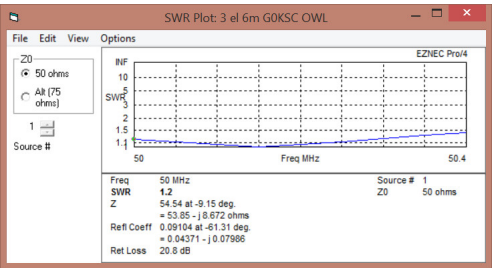 SWR Plot: 3 el 6m G0KSC OWL
File Edit View Options
Z0
50 ohms
Alt (75 ohms)
1
Source #
EZNEC Pro/4
INF
10
5
SWR
3
2
1.5
1.1
1
50 Freq MHz 50.4
Freq 50 MHz Source # 1
SWR 1.2 Z0 50 ohms
Z 54.54 at -9.15 deg.
= 53.85 - j 8.672 ohms
Refl Coeff 0.09104 at -61.31 deg.
= 0.04371 - j 0.07986
Ret Loss 20.8 dB